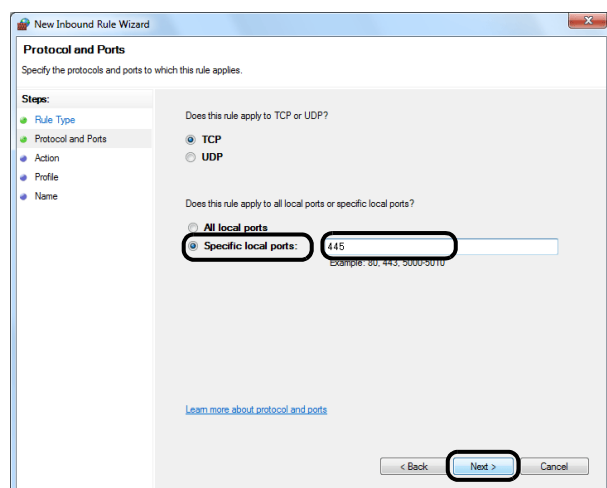 New Inbound Rule Wizard
Protocol and Ports
Specify the protocols and ports to which this rule applies.
Steps:
Rule Type
Protocol and Ports
Action
Profile
Name
Does this rule apply to TCP or UDP?
TCP
UDP
Does this rule apply to all local ports or specific local ports?
All local ports
Specific local ports: 445
Example: 80, 443, 5000-5010
Learn more about protocol and ports
< Back Next > Cancel